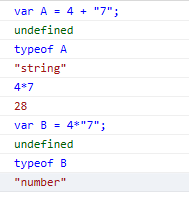 var A = 4 + "7";
undefined
typeof A
"string"
4*7
28
var B = 4*"7";
undefined
typeof B
"number"